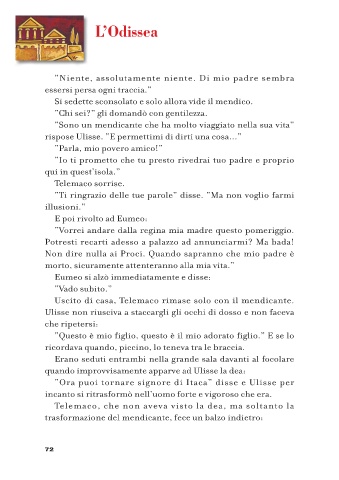 L'Odissea
"Niente, assolutamente niente. Di mio padre sembra
essersi persa ogni traccia."
Si sedette sconsolato e solo allora vide il mendico.
"Chi sei?" gli domandò con gentilezza.
"Sono un mendicante che ha molto viaggiato nella sua vita"
rispose Ulisse. "E permettimi di dirti una cosa..."
"Parla, mio povero amico!"
"Io ti prometto che tu presto rivedrai tuo padre e proprio
qui in quest'isola."
Telemaco sorrise.
"Ti ringrazio delle tue parole" disse. "Ma non voglio farmi
illusioni."
E poi rivolto ad Eumeo:
"Vorrei andare dalla regina mia madre questo pomeriggio.
Potresti recarti adesso a palazzo ad annunciarmi? Ma bada!
Non dire nulla ai Proci. Quando sapranno che mio padre è
morto, sicuramente attenteranno alla mia vita."
Eumeo si alzò immediatamente e disse:
"Vado subito."
Uscito di casa, Telemaco rimase solo con il mendicante.
Ulisse non riusciva a staccargli gli occhi di dosso e non faceva
che ripetersi:
"Questo è mio figlio, questo è il mio adorato figlio." E se lo
ricordava quando, piccino, lo teneva tra le braccia.
Erano seduti entrambi nella grande sala davanti al focolare
quando improvvisamente apparve ad Ulisse la dea:
"Ora puoi tornare signore di Itaca" disse e Ulisse per
incanto si ritrasformò nell'uomo forte e vigoroso che era.
Telemaco, che non aveva visto la dea, ma soltanto la
trasformazione del mendicante, fece un balzo indietro:
72